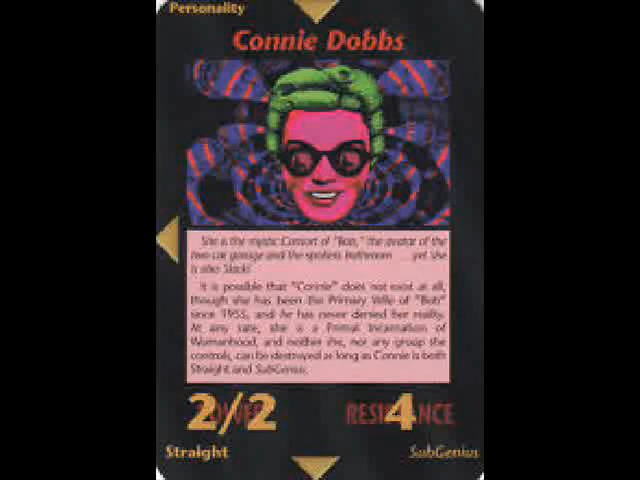 Personality
Connie Dobbs
She is the mystic Consort of "Bob," the avatar of the
two-car garage and the spotless bathroom . . . yet she
is also Slack!
It is possible that "Connie" does not exist at all,
though she has been the Primary Wife of "Bob"
since 1955, and he has never denied her reality.
At any rate, she is a Primal Incarnation of
Womanhood, and neither she, nor any group she
controls, can be destroyed as long as Connie is both
Straight and SubGenius.
POWER
2/2
RESISTANCE
4
Straight
SubGenius